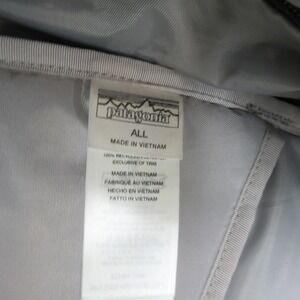 patagonia
ALL
MADE IN VIETNAM
EXCLUSIVE OF TRIM
MADE IN VIETNAM
FABRIQUÉ AU VIETNAM
HECHO EN VIETNAM
FATTO IN VIETNAM